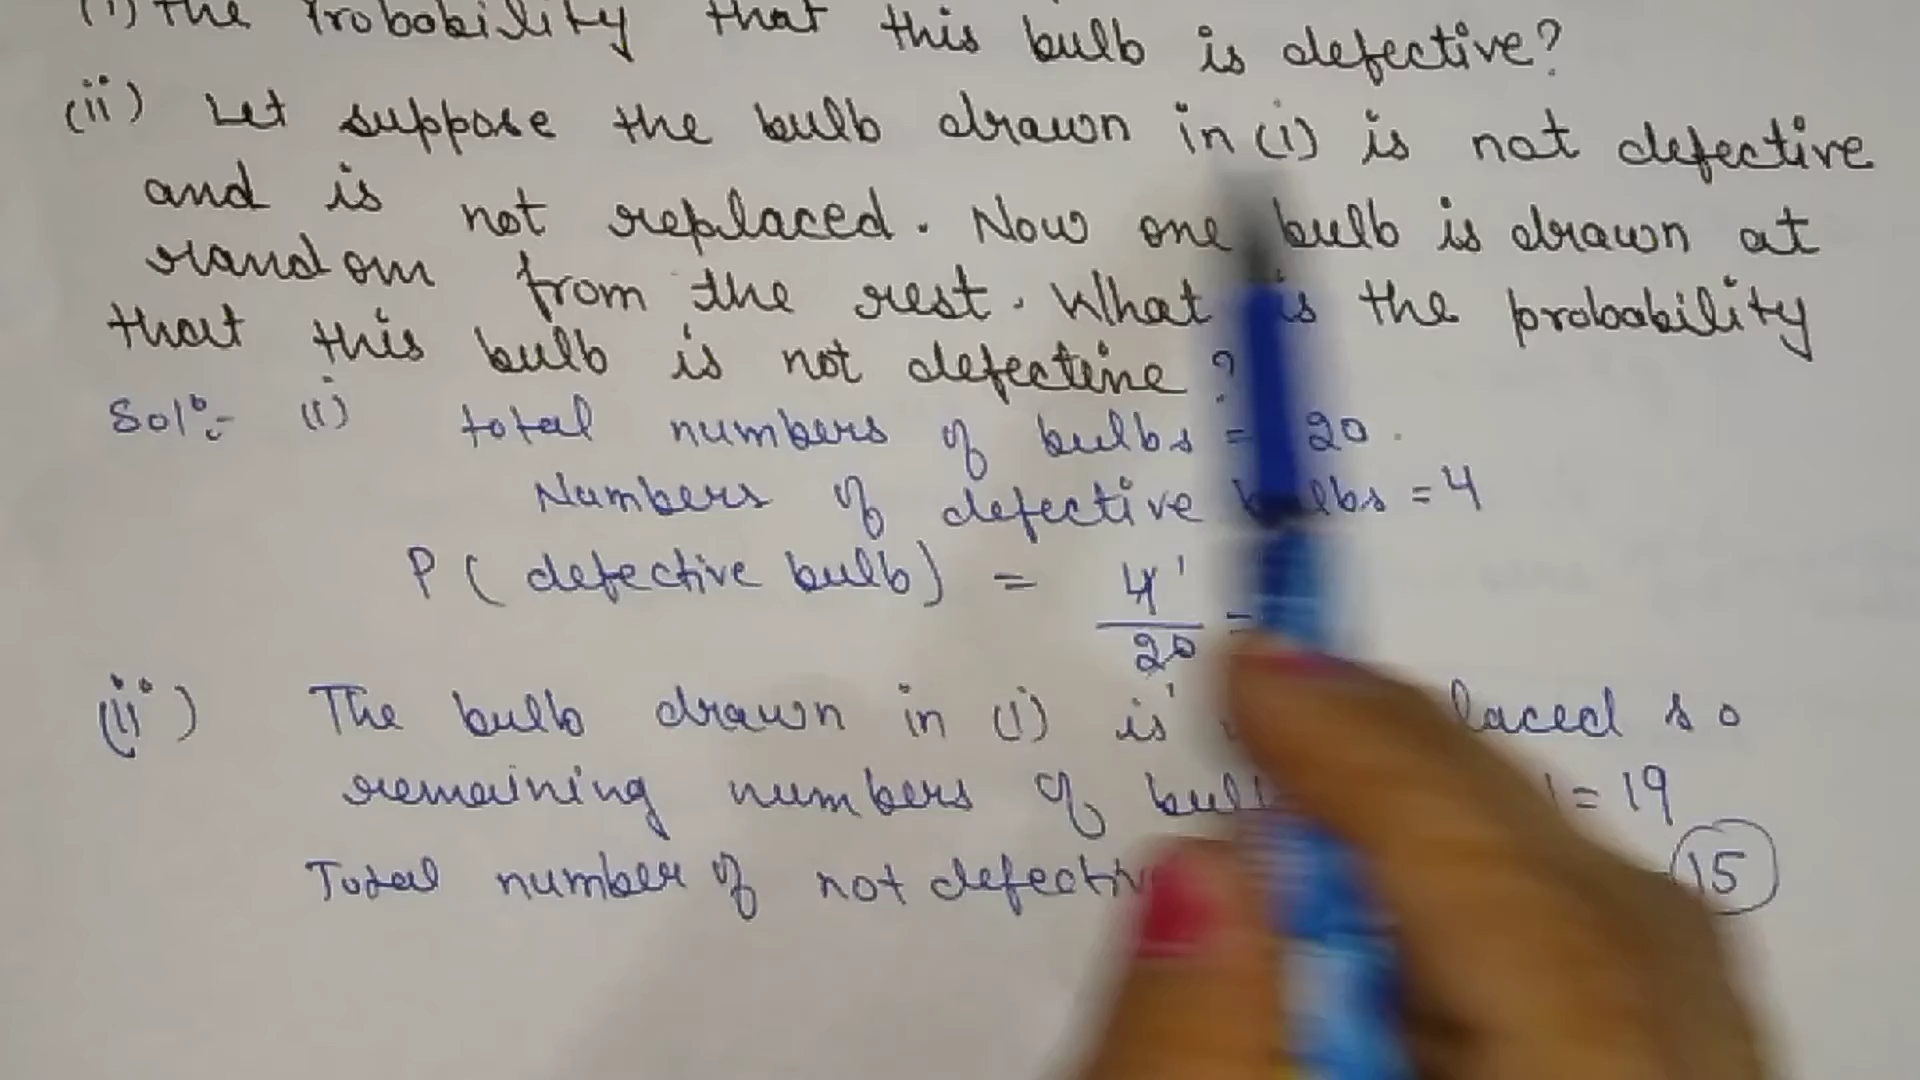 (i) The Probability that this bulb is defective?
(ii) Let suppose the bulb drawn in (i) is not defective
and is not replaced. Now one bulb is drawn at
random from the rest. What is the probability
that this bulb is not defective?
Sol:- (i) total numbers of bulbs = 20
Numbers of defective bulbs = 4
P ( defective bulb) = 4 1
20 =
1
(ii) The bulb drawn in (i) is laced so
remaining numbers of = 19
Total number of not 15